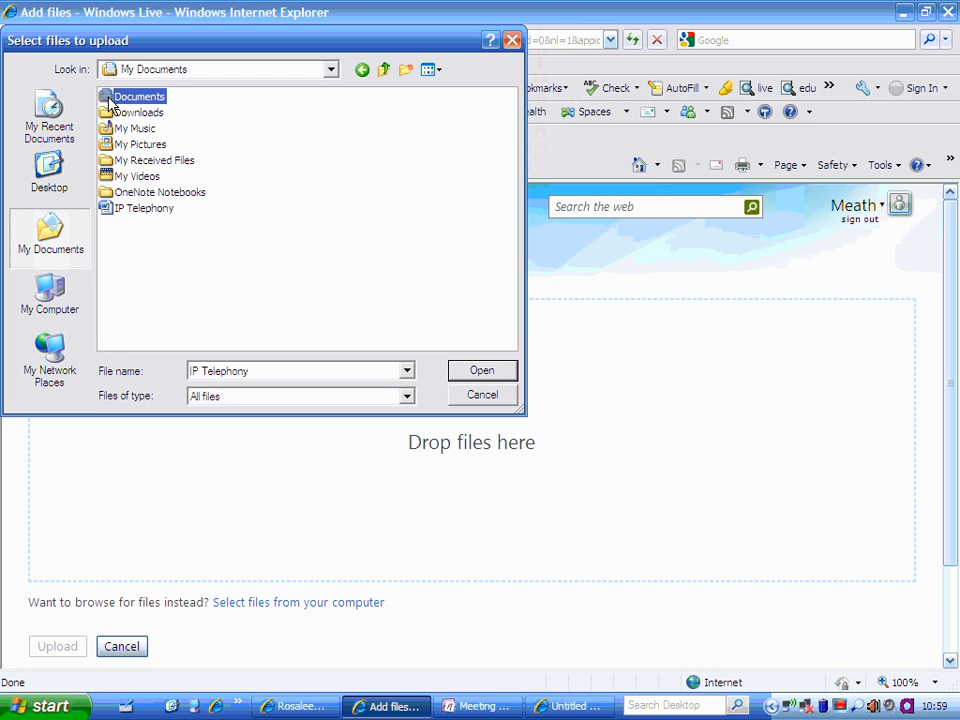 Add files - Windows Live - Windows Internet Explorer
Select files to upload
Look in: My Documents
Google
Documents
Downloads
My Music
My Pictures
My Received Files
My Videos
OneNote Notebooks
IP Telephony
My Recent
Documents
Desktop
My Documents
My Computer
My Network
Places
File name: IP Telephony
Open
Files of type: All files
Cancel
d=0&nl=1&appic
okmarks Check AutoFill live edu » Sign In
alth Spaces
Page Safety Tools »
Search the web
Meath
sign out
Drop files here
Want to browse for files instead? Select files from your computer
Upload Cancel
Done Internet 100%
start » Rosalee... Add files... Meeting ... Untitled ... Search Desktop 10:59